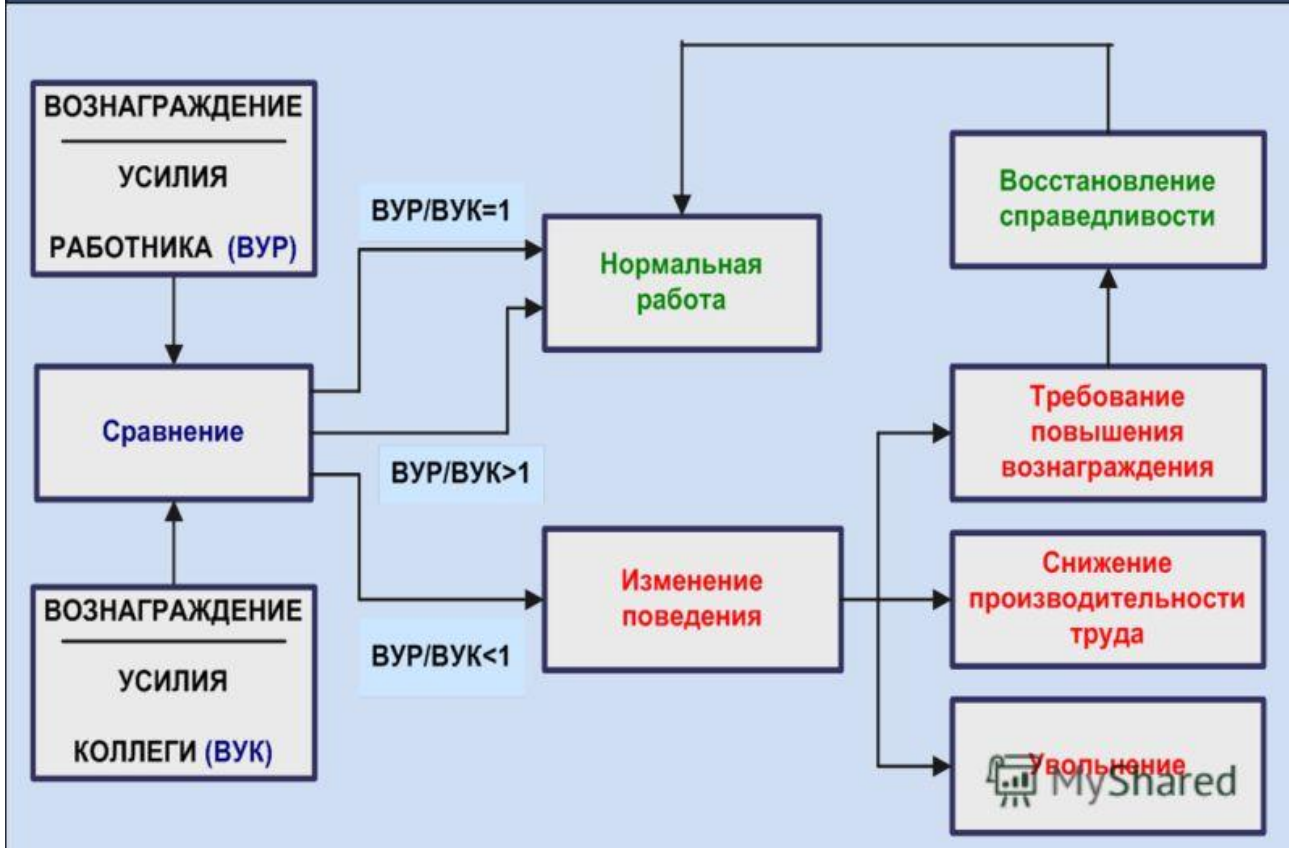 ВОЗНАГРАЖДЕНИЕ
УСИЛИЯ
РАБОТНИКА (ВУР)
Сравнение
ВОЗНАГРАЖДЕНИЕ
УСИЛИЯ
КОЛЛЕГИ (ВУК)
ВУР/ВУК=1
ВУР/ВУК>1
ВУР/ВУК<1
Нормальная
работа
Изменение
поведения
Восстановление
справедливости
Требование
повышения
вознаграждения
Снижение
производительности
труда
Увольнение
MyShared